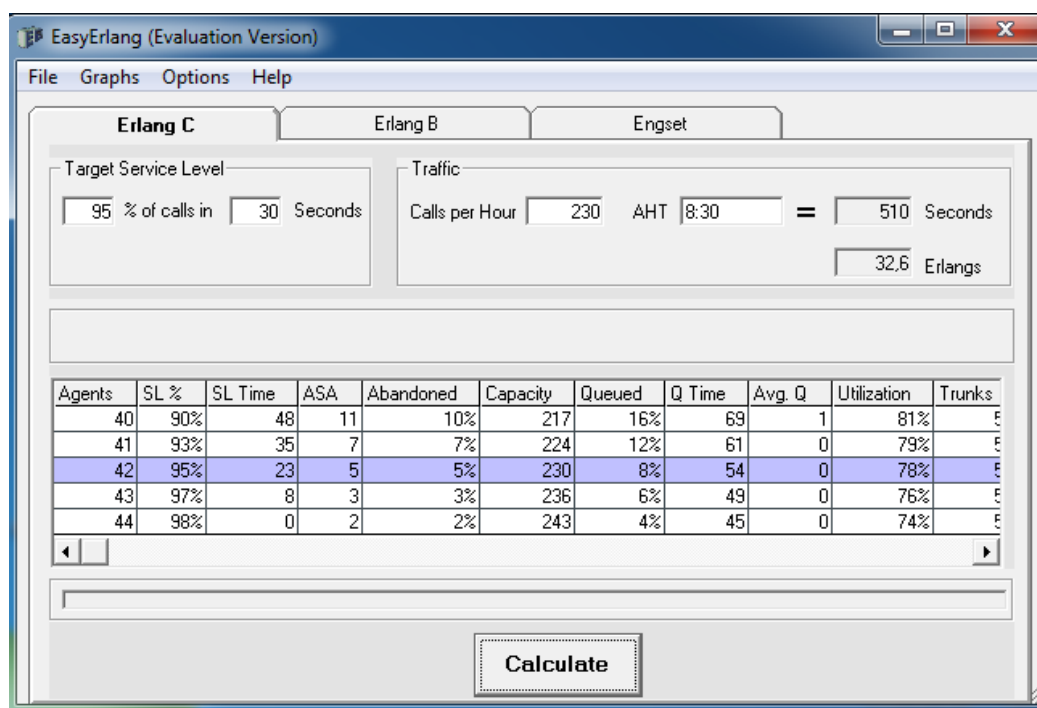 EasyErlang (Evaluation Version)
File Graphs Options Help
Erlang C Erlang B Engset
Target Service Level Traffic
95 % of calls in 30 Seconds Calls per Hour 230 AHT 8:30 = 510 Seconds
32,6 Erlangs
Agents SL % SL Time ASA Abandoned Capacity Queued Q Time Avg. Q Utilization Trunks
40 90% 48 11 10% 217 16% 69 1 81%
41 93% 35 7 7% 224 12% 61 0 79%
42 95% 23 5 5% 230 8% 54 0 78%
43 97% 8 3 3% 236 6% 49 0 76%
44 98% 0 2 2% 243 4% 45 0 74%
Calculate